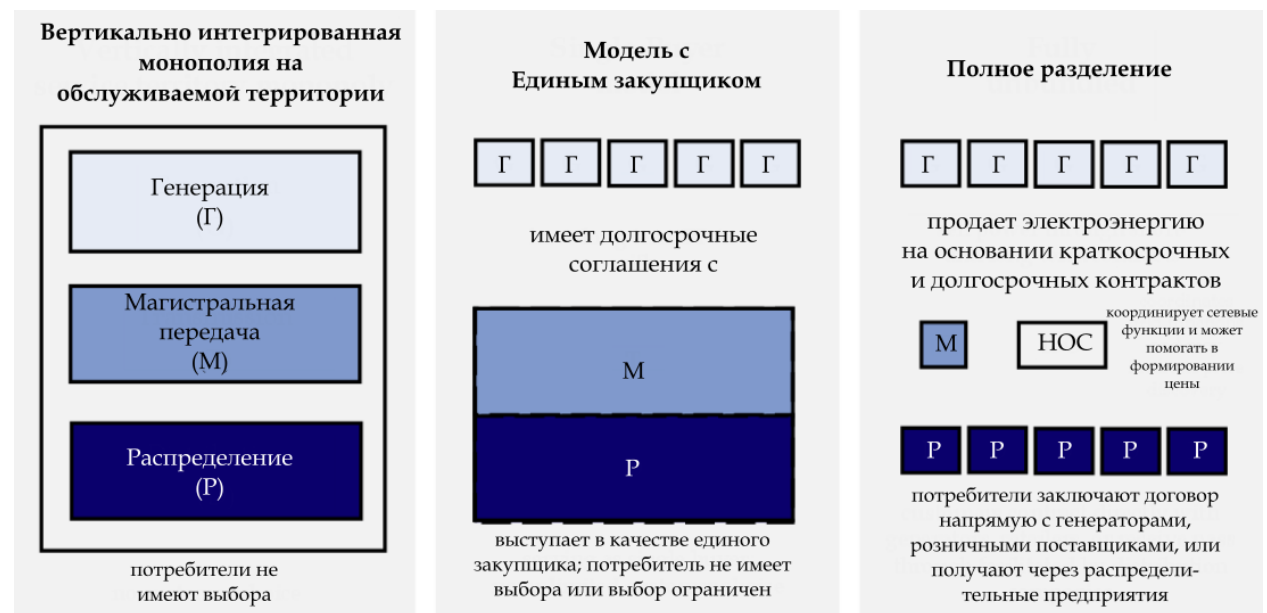 Вертикально интегрированная
монополия на
обслуживаемой территории
Генерация
(Г)
Магистральная
передача
(М)
Распределение
(Р)
потребители не
имеют выбора
Модель с
Единым закупщиком
Г Г Г Г Г
имеет долгосрочные
соглашения с
М
Р
выступает в качестве единого
закупщика; потребитель не имеет
выбора или выбор ограничен
Полное разделение
Г Г Г Г Г
продает электроэнергию
на основании краткосрочных
и долгосрочных контрактов
М НОС
координирует сетевые
функции и может
помогать в
формировании
цены
Р Р Р Р Р
потребители заключают договор
напрямую с генераторами,
розничными поставщиками, или
получают через распредели-
тельные предприятия